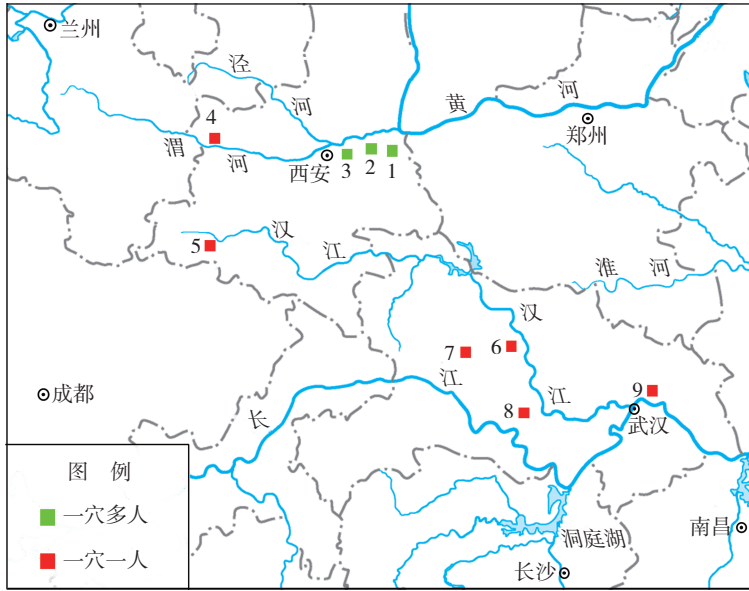 兰州
泾
河
黄
河
4
郑州
渭
河
西安
3
2
1
汉
江
5
淮
河
汉
7
6
江
9
成都
江
8
武汉
长
图 例
一穴多人
一穴一人
洞庭湖
南昌
长沙